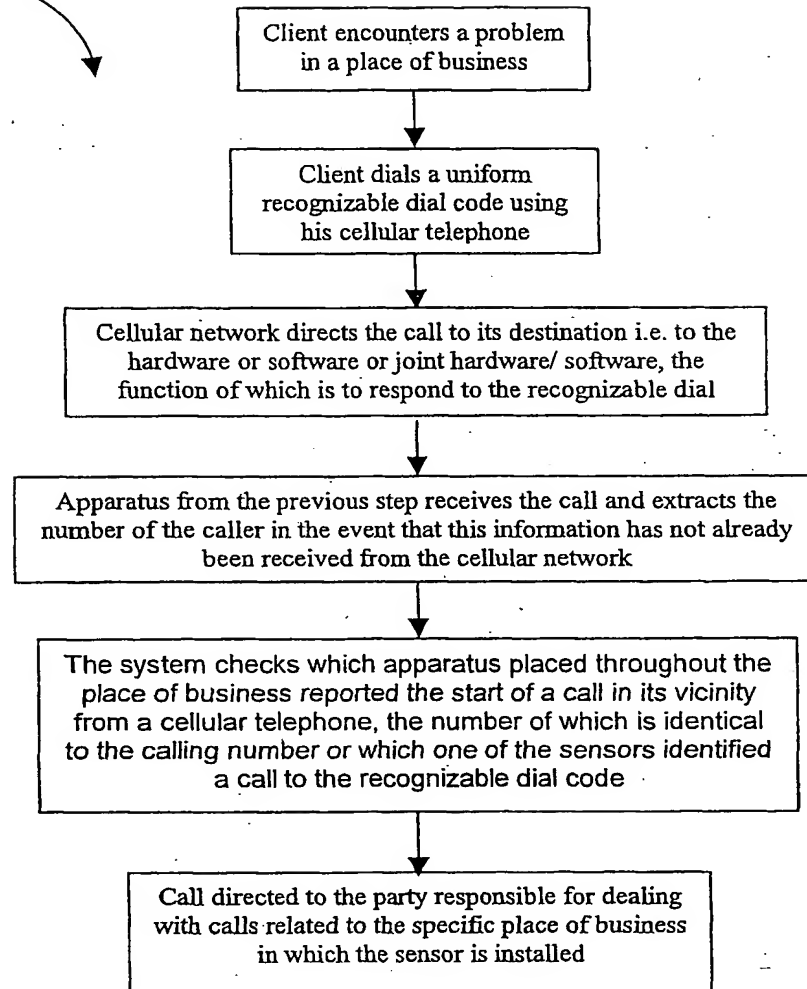 Client encounters a problem
in a place of business
Client dials a uniform
recognizable dial code using
his cellular telephone
Cellular network directs the call to its destination i.e. to the
hardware or software or joint hardware/ software, the
function of which is to respond to the recognizable dial
Apparatus from the previous step receives the call and extracts the
number of the caller in the event that this information has not already
been received from the cellular network
The system checks which apparatus placed throughout the
place of business reported the start of a call in its vicinity
from a cellular telephone, the number of which is identical
to the calling number or which one of the sensors identified
a call to the recognizable dial code
Call directed to the party responsible for dealing
with calls related to the specific place of business
in which the sensor is installed